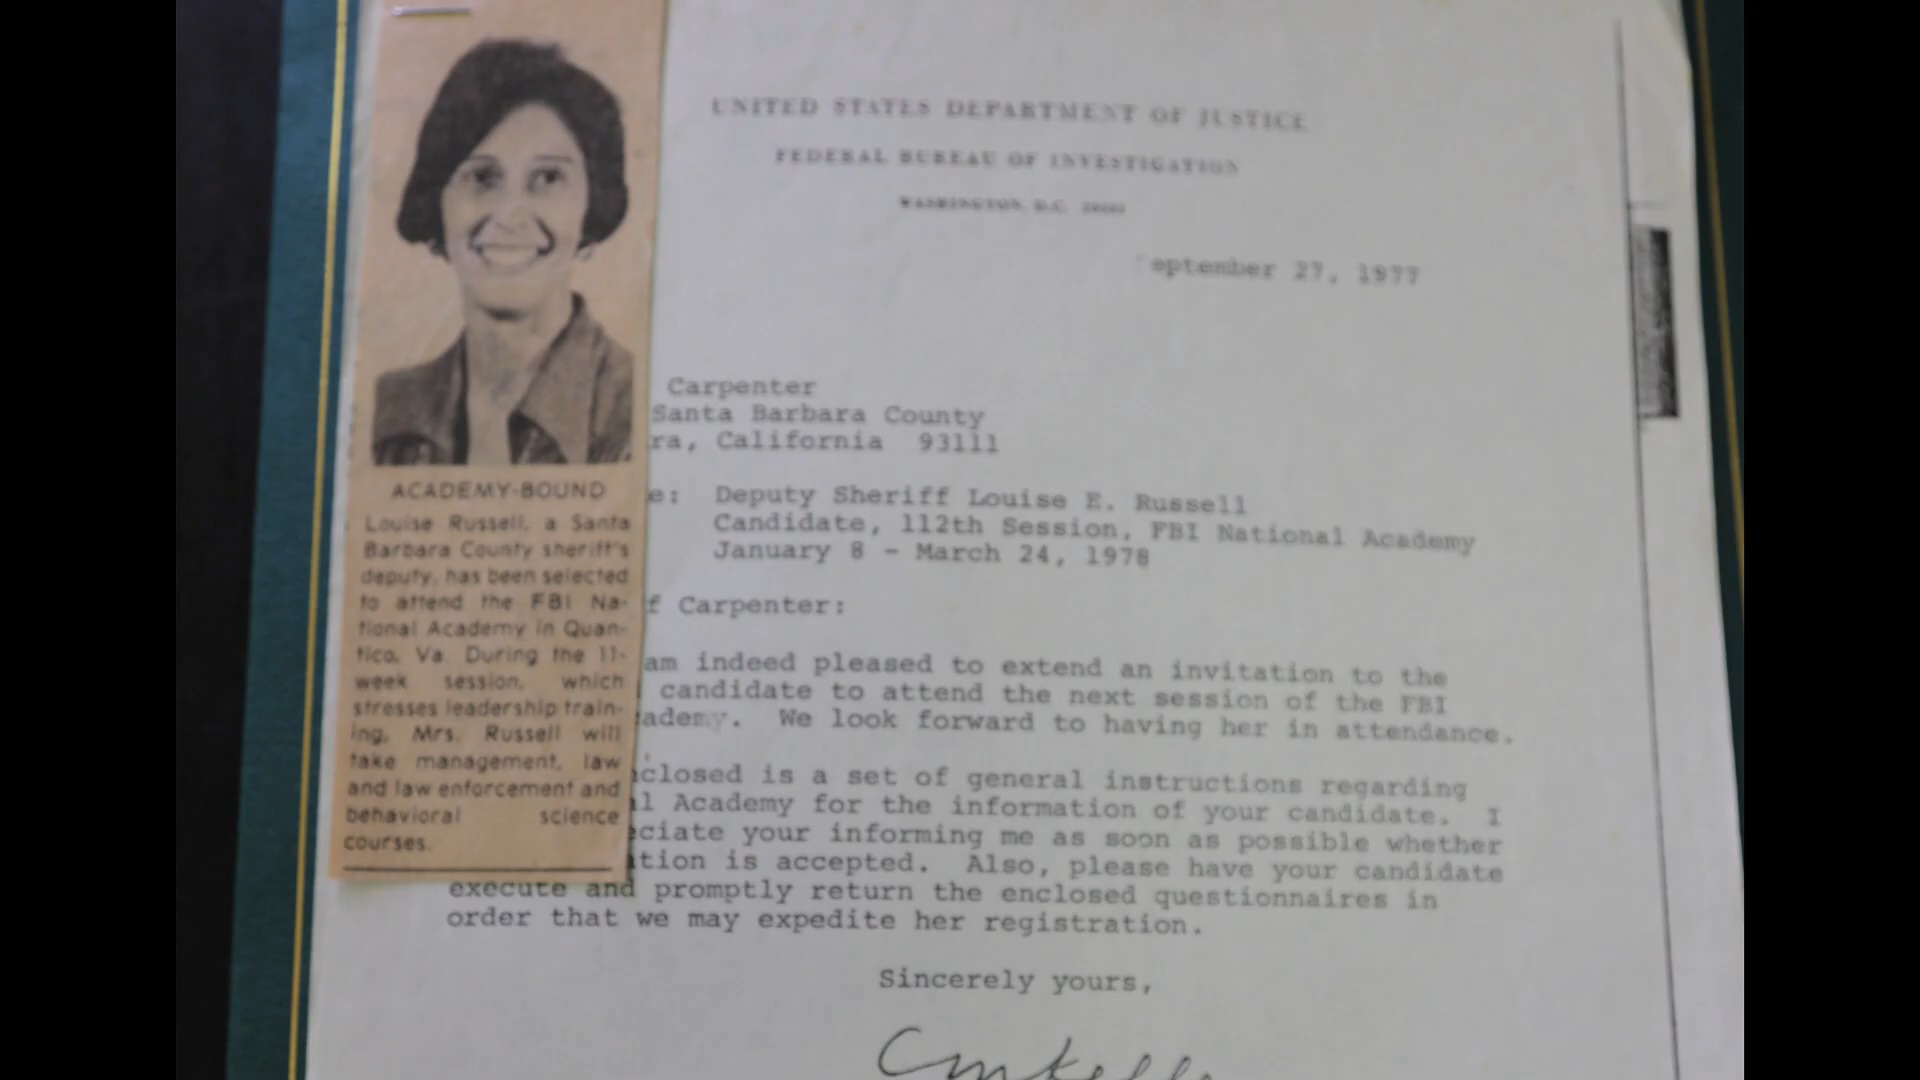 ACADEMY-BOUND
Louise Russell, a Santa
Barbara County sheriff's
deputy, has been selected
to attend the FBI Na-
tional Academy in Quan-
tico, Va. During the 11-
week session, which
stresses leadership train-
ing, Mrs. Russell will
take management, law
and law enforcement and
behavioral science
courses.
UNITED STATES DEPARTMENT OF JUSTICE
FEDERAL BUREAU OF INVESTIGATION
WASHINGTON, D.C.
eptember 27, 1977
Carpenter
Santa Barbara County
ra, California 93111
e: Deputy Sheriff Louise E. Russell
Candidate, 112th Session, FBI National Academy
January 8 - March 24, 1978
f Carpenter:
am indeed pleased to extend an invitation to the
candidate to attend the next session of the FBI
ademy. We look forward to having her in attendance.
closed is a set of general instructions regarding
l Academy for the information of your candidate. I
eciate your informing me as soon as possible whether
tion is accepted. Also, please have your candidate
execute and promptly return the enclosed questionnaires in
order that we may expedite her registration.
Sincerely yours,